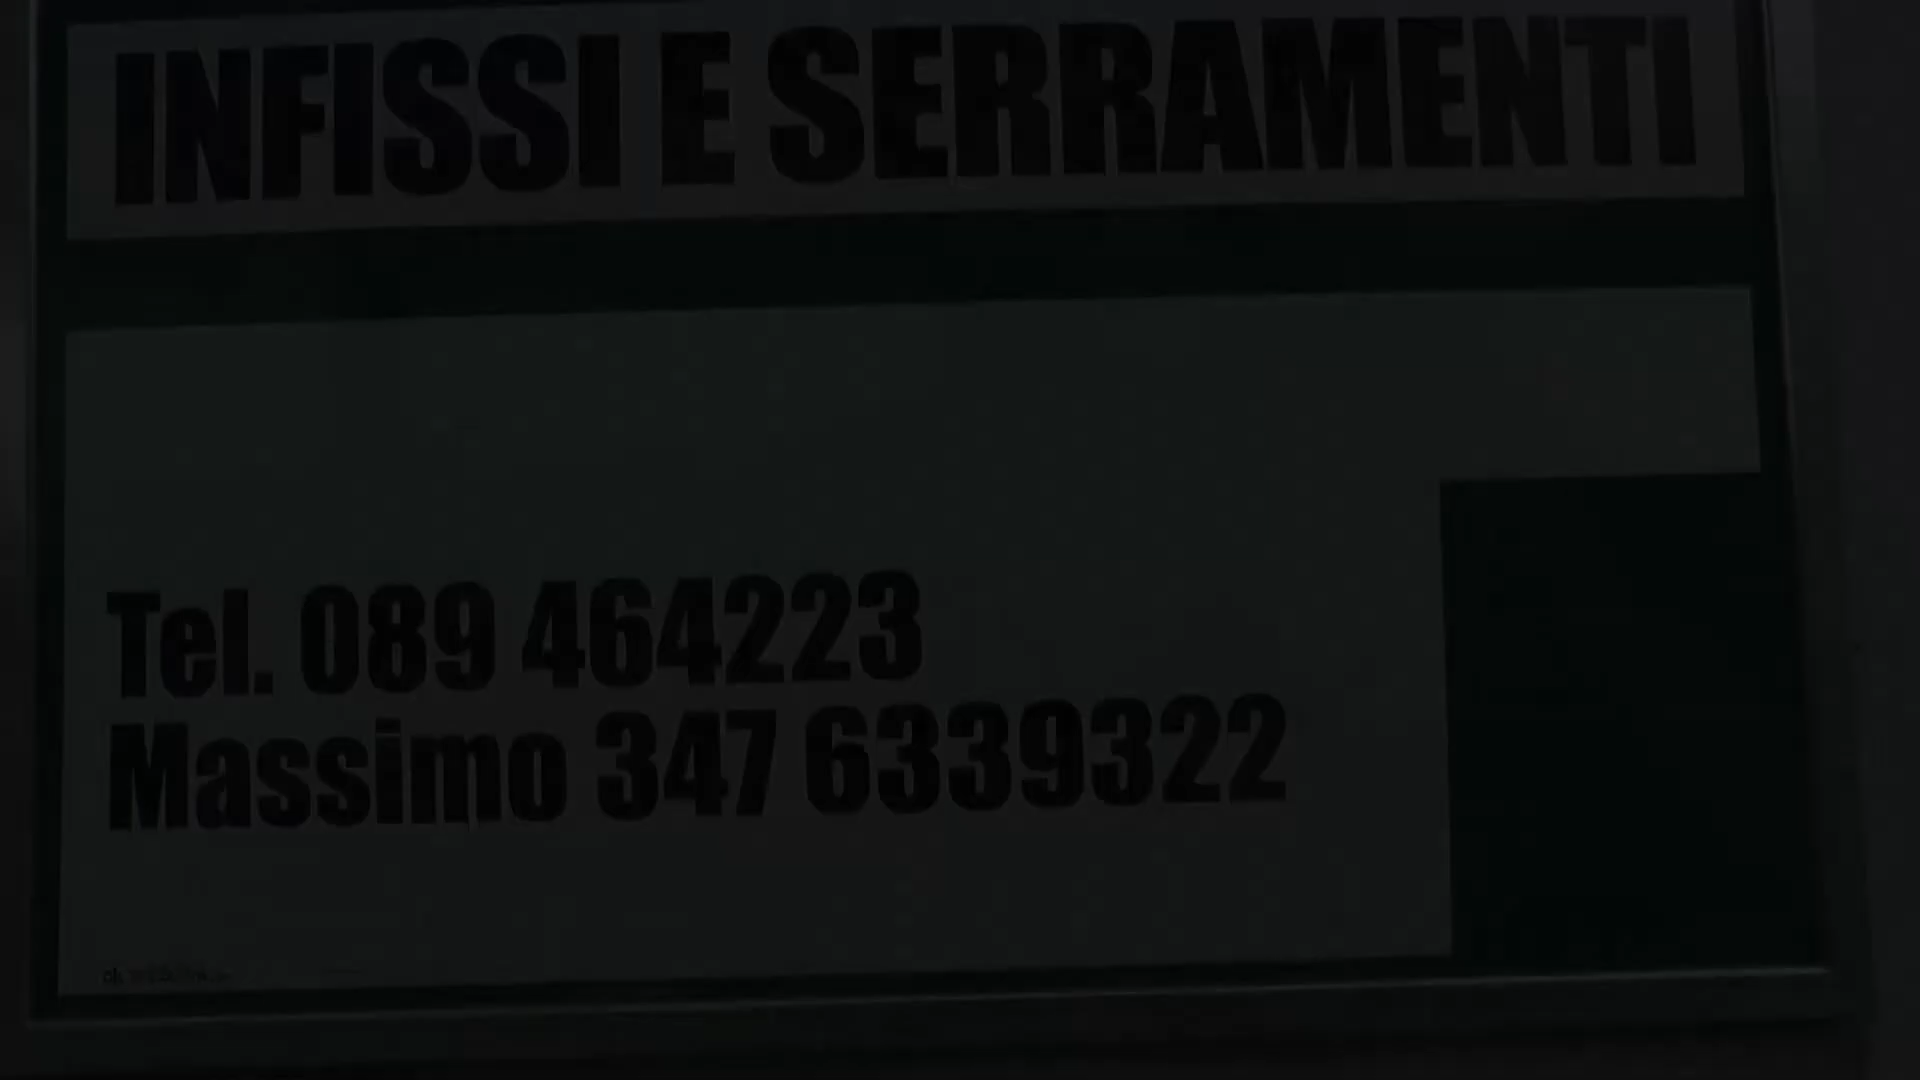 INFISSI E SERRAMENTI
Tel. 089 464223
Massimo 347 6339322